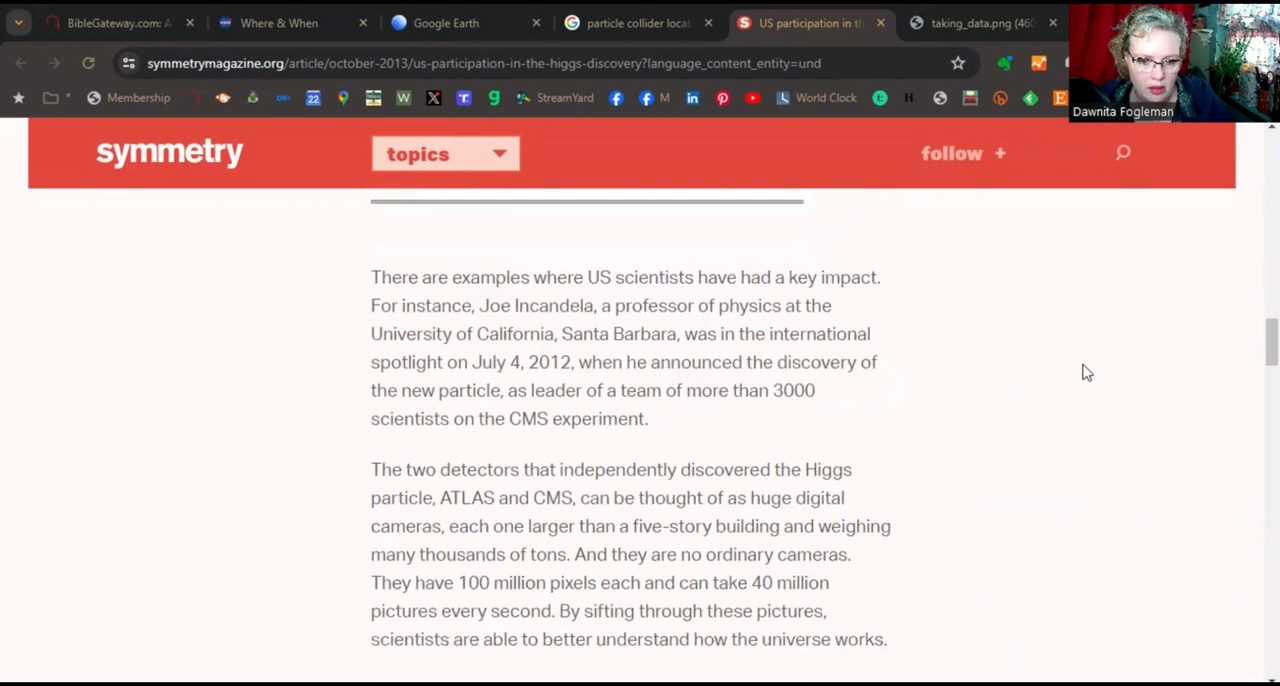 BibleGateway.com: A
Where & When
Google Earth
particle collider locat
US participation in th
taking_data.png (460
symmetrymagazine.org/article/october-2013/us-participation-in-the-higgs-discovery?language_content_entity=und
Membership
22
W
StreamYard
M
World Clock
Dawnita Fogleman
symmetry
topics
follow +
There are examples where US scientists have had a key impact.
For instance, Joe Incandela, a professor of physics at the
University of California, Santa Barbara, was in the international
spotlight on July 4, 2012, when he announced the discovery of
the new particle, as leader of a team of more than 3000
scientists on the CMS experiment.
The two detectors that independently discovered the Higgs
particle, ATLAS and CMS, can be thought of as huge digital
cameras, each one larger than a five-story building and weighing
many thousands of tons. And they are no ordinary cameras.
They have 100 million pixels each and can take 40 million
pictures every second. By sifting through these pictures,
scientists are able to better understand how the universe works.